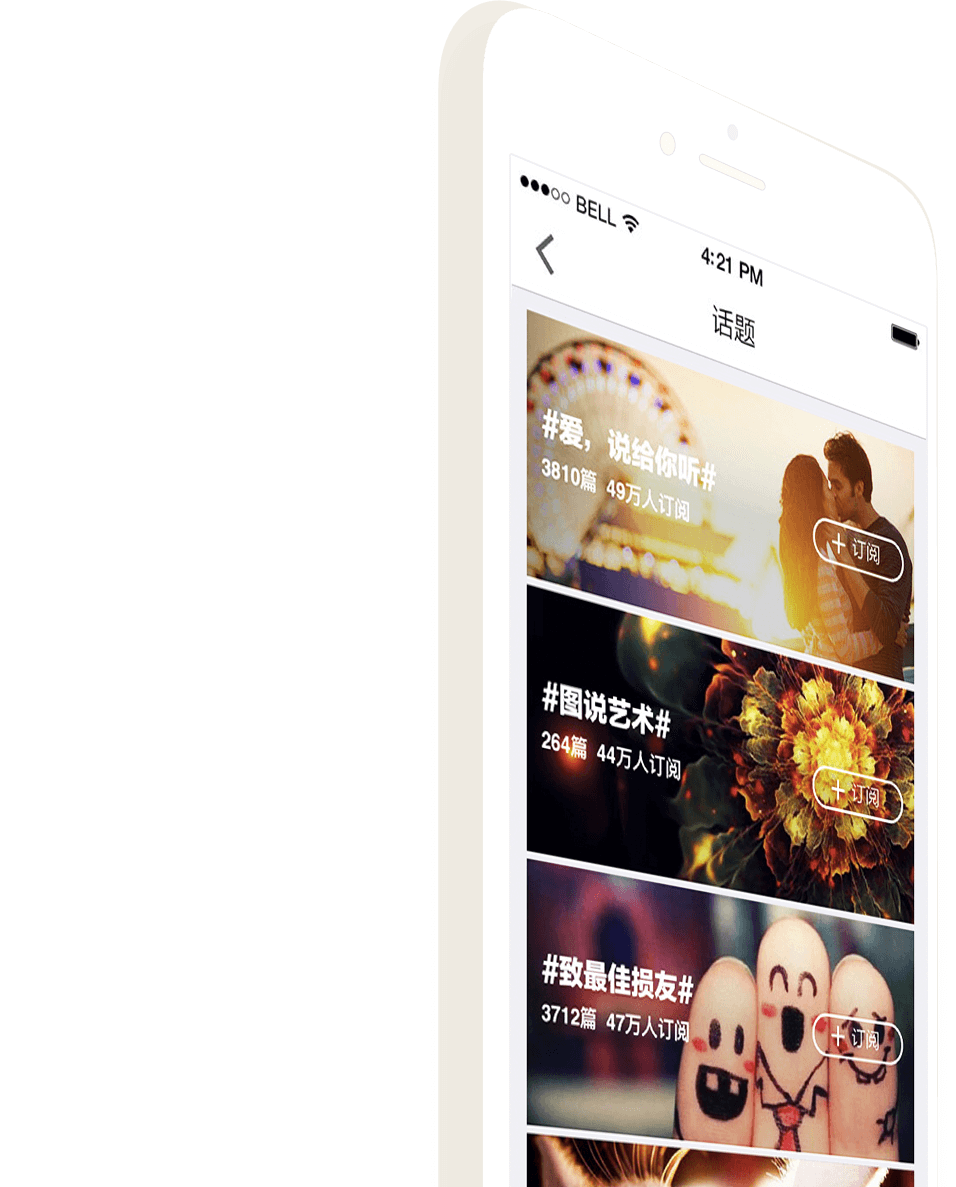 BELL
4:21 PM
话题
#爱，说给你听#
3810篇 49万人订阅
+ 订阅
#图说艺术#
264篇 44万人订阅
+ 订阅
#致最佳损友#
3712篇 47万人订阅
+ 订阅